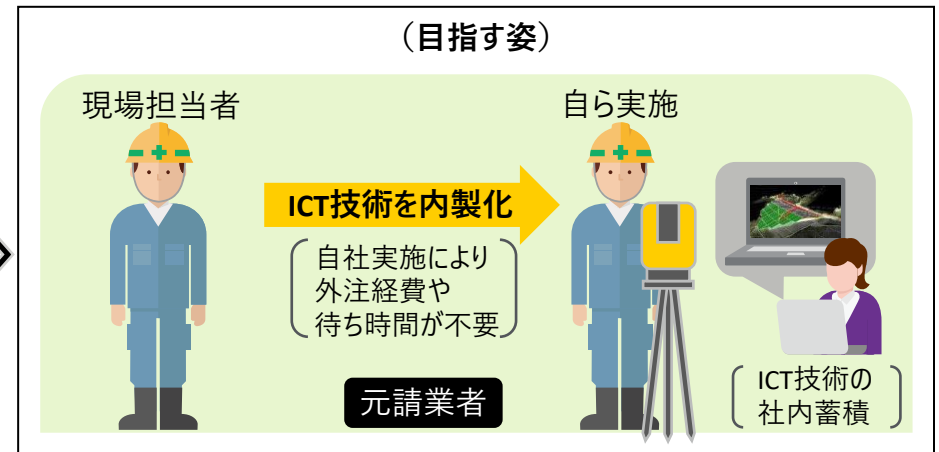 （目指す姿）
現場担当者
自ら実施
ICT技術を内製化
自社実施により
外注経費や
待ち時間が不要
元請業者
ICT技術の
社内蓄積